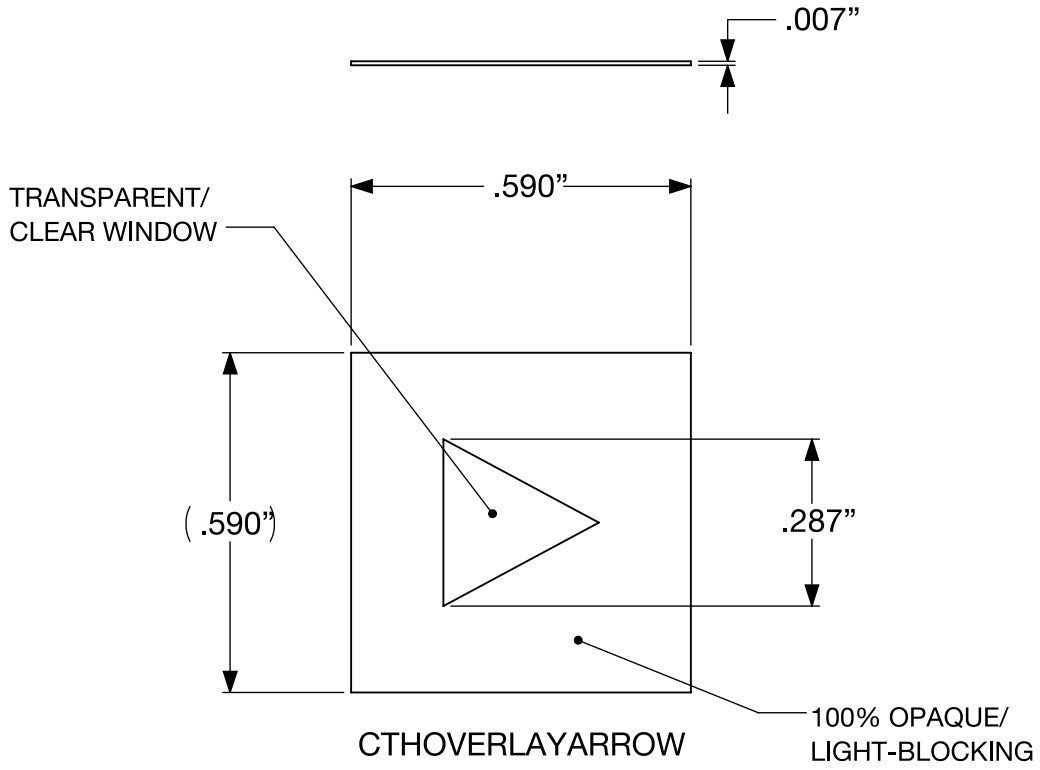 .007”
.590”
TRANSPARENT/
CLEAR WINDOW
(.590”)
.287”
100% OPAQUE/
LIGHT-BLOCKING
CTHOVERLAYARROW